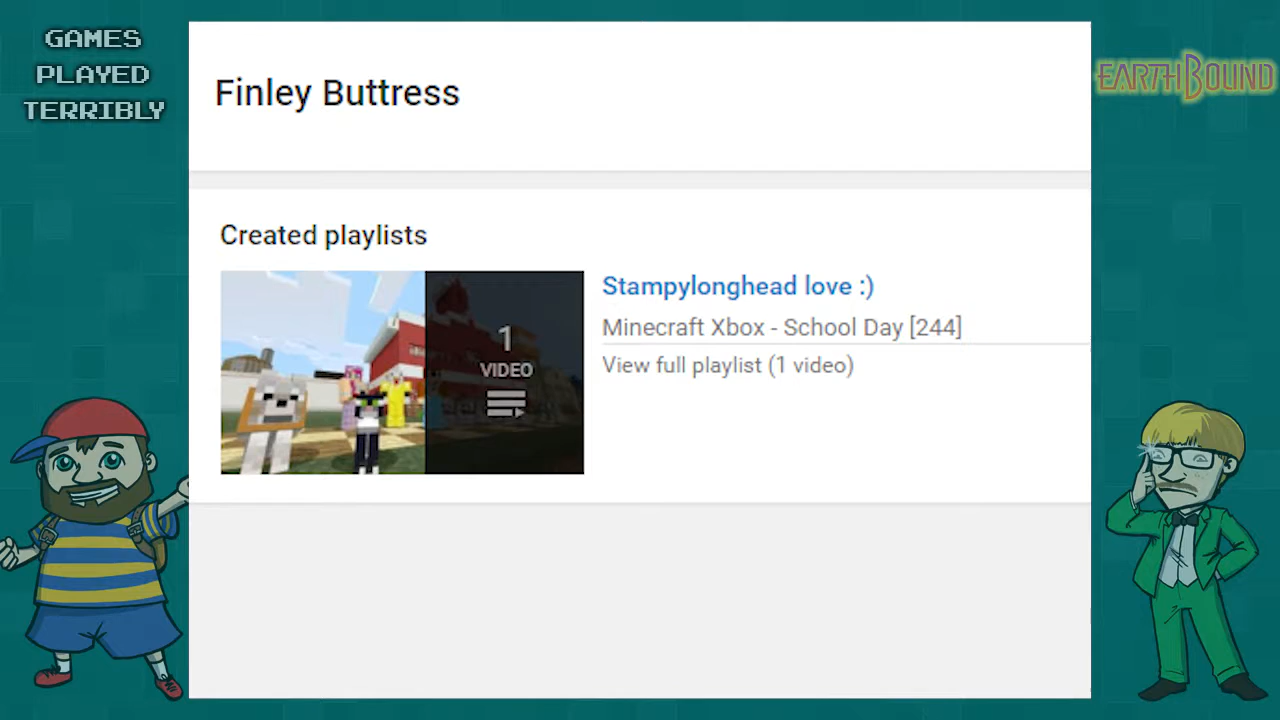 GAMES
PLAYED
TERRIBLY
EARTHBOUND
Finley Buttress
Created playlists
1
VIDEO
Stampylonghead love :)
Minecraft Xbox - School Day [244]
View full playlist (1 video)